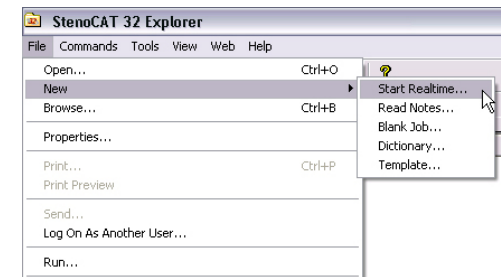 StenoCAT 32 Explorer
File Commands Tools View Web Help
Open... Ctrl+O
New
Browse... Ctrl+B
Properties...
Print... Ctrl+P
Print Preview
Send...
Log On As Another User...
Run...
?
Start Realtime...
Read Notes...
Blank Job...
Dictionary...
Template...